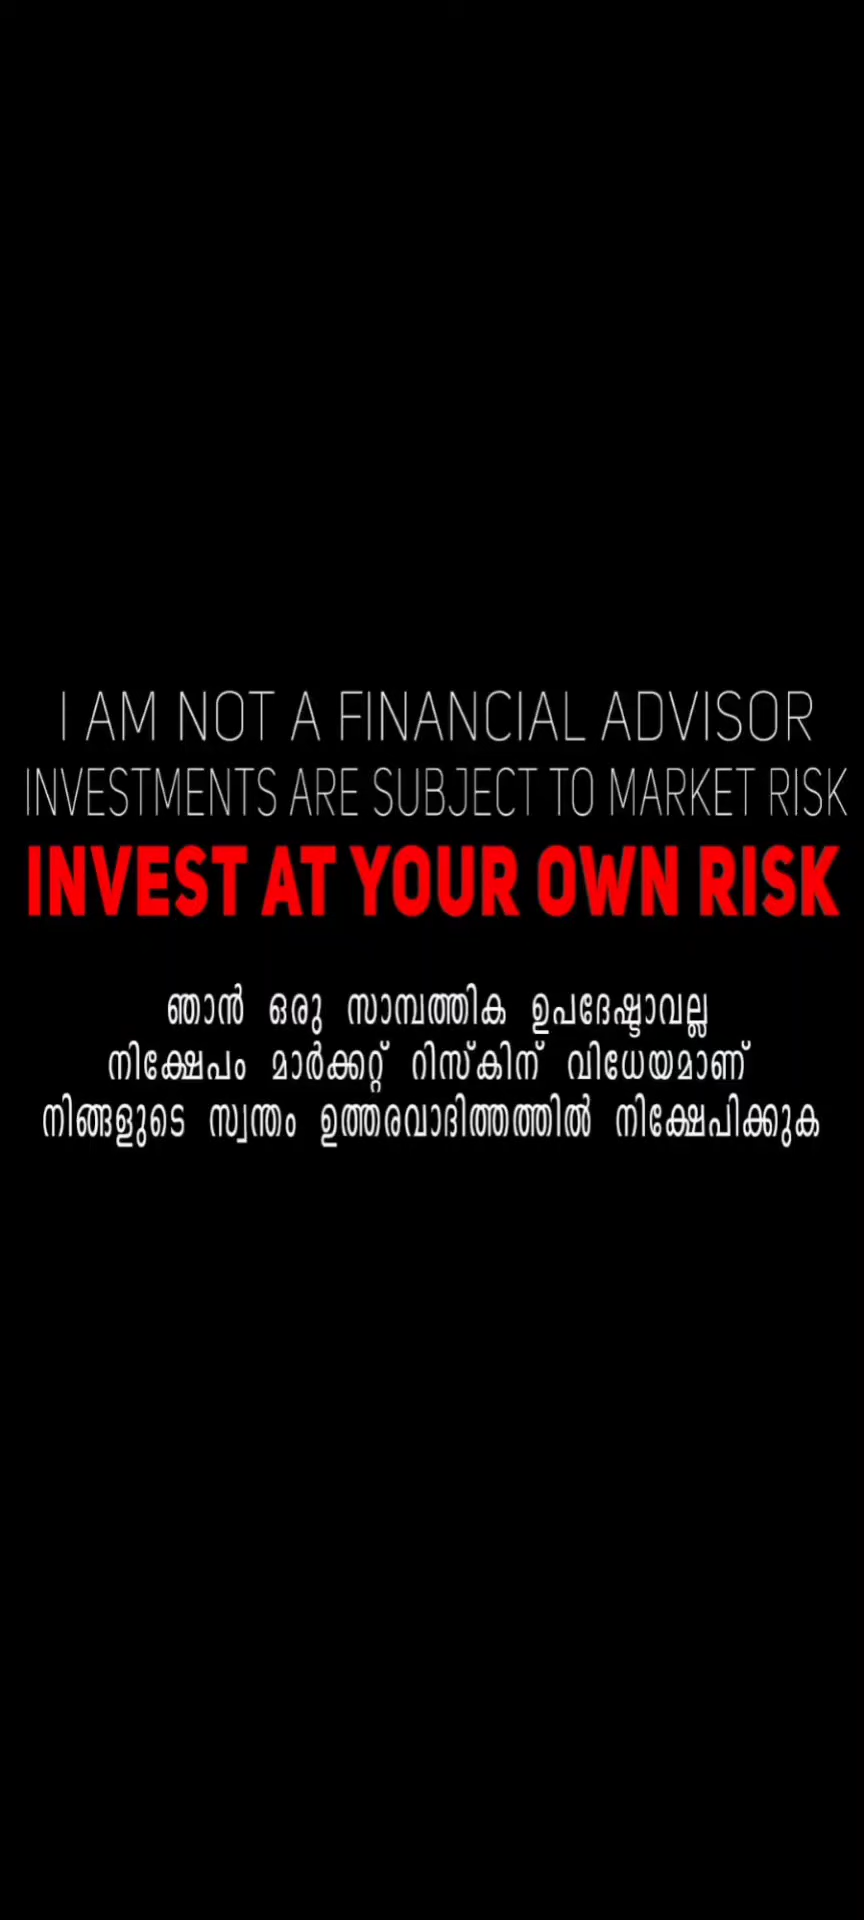 I AM NOT A FINANCIAL ADVISOR
INVESTMENTS ARE SUBJECT TO MARKET RISK
INVEST AT YOUR OWN RISK
ഞാൻ ഒരു സാമ്പത്തിക ഉപദേഷ്ടാവല്ല
നിക്ഷേപം മാർക്കറ്റ് റിസ്കിന് വിധേയമാണ്
നിങ്ങളുടെ സ്വന്തം ഉത്തരവാദിത്തത്തിൽ നിക്ഷേപിക്കുക